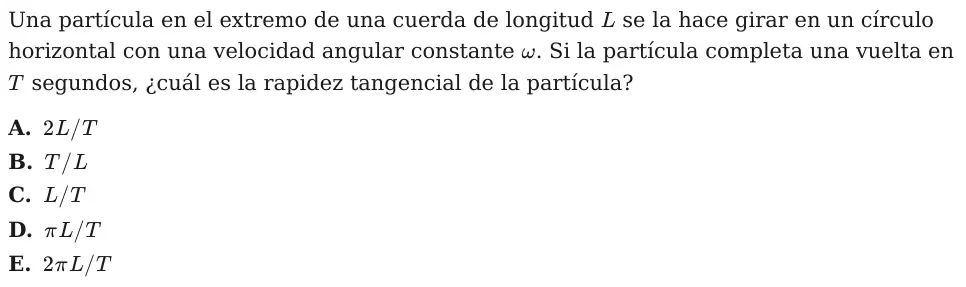 Una partícula en el extremo de una cuerda de longitud L se la hace girar en un círculo
horizontal con una velocidad angular constante ω. Si la partícula completa una vuelta en
T segundos, ¿cuál es la rapidez tangencial de la partícula?
A. 2L/T
B. T/L
C. L/T
D. πL/T
E. 2πL/T